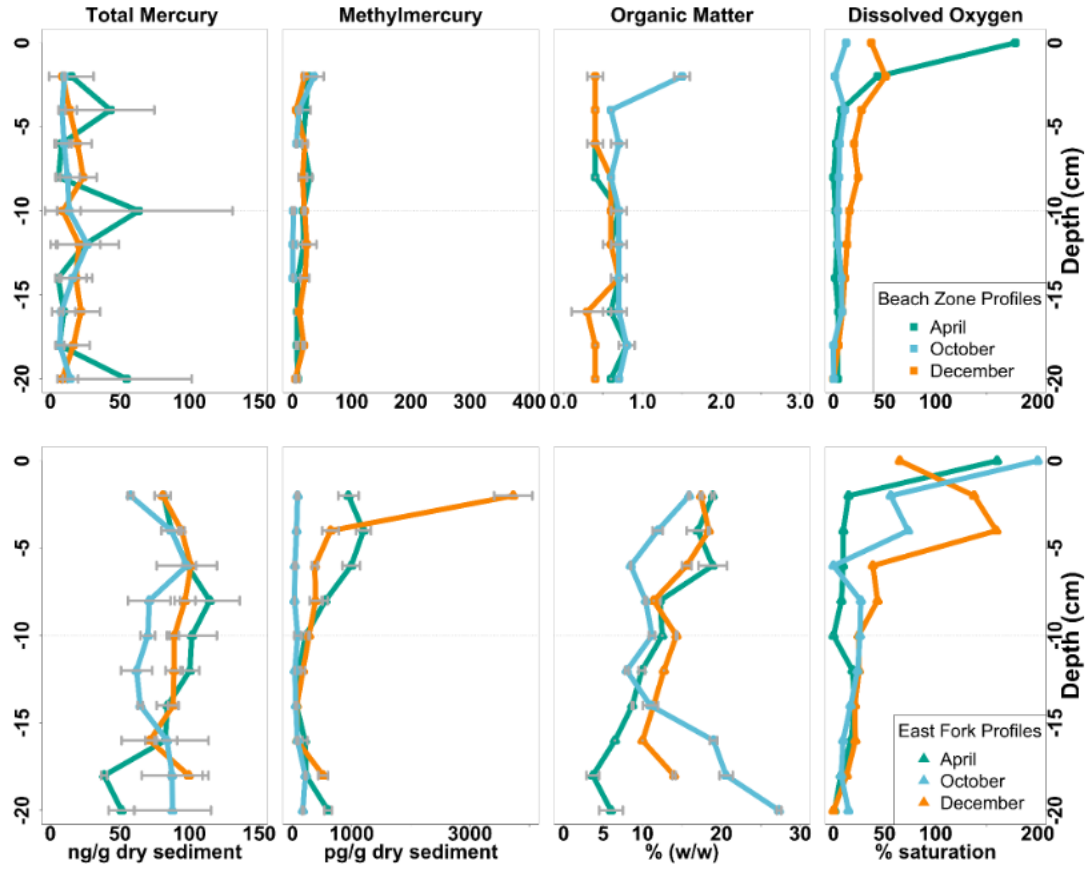 Total Mercury Methylmercury Organic Matter Dissolved Oxygen
0 -5 -10 -15 -20
0 -5 -10 -15 -20
Depth (cm)
Beach Zone Profiles
April
October
December
0 50 100 150
0 100 200 300 400
0.0 1.0 2.0 3.0
0 50 100 200
0 -5 -10 -15 -20
0 -5 -10 -15 -20
Depth (cm)
East Fork Profiles
April
October
December
0 50 100 150
0 1000 3000
0 10 20 30
0 50 100 200
ng/g dry sediment pg/g dry sediment % (w/w) % saturation